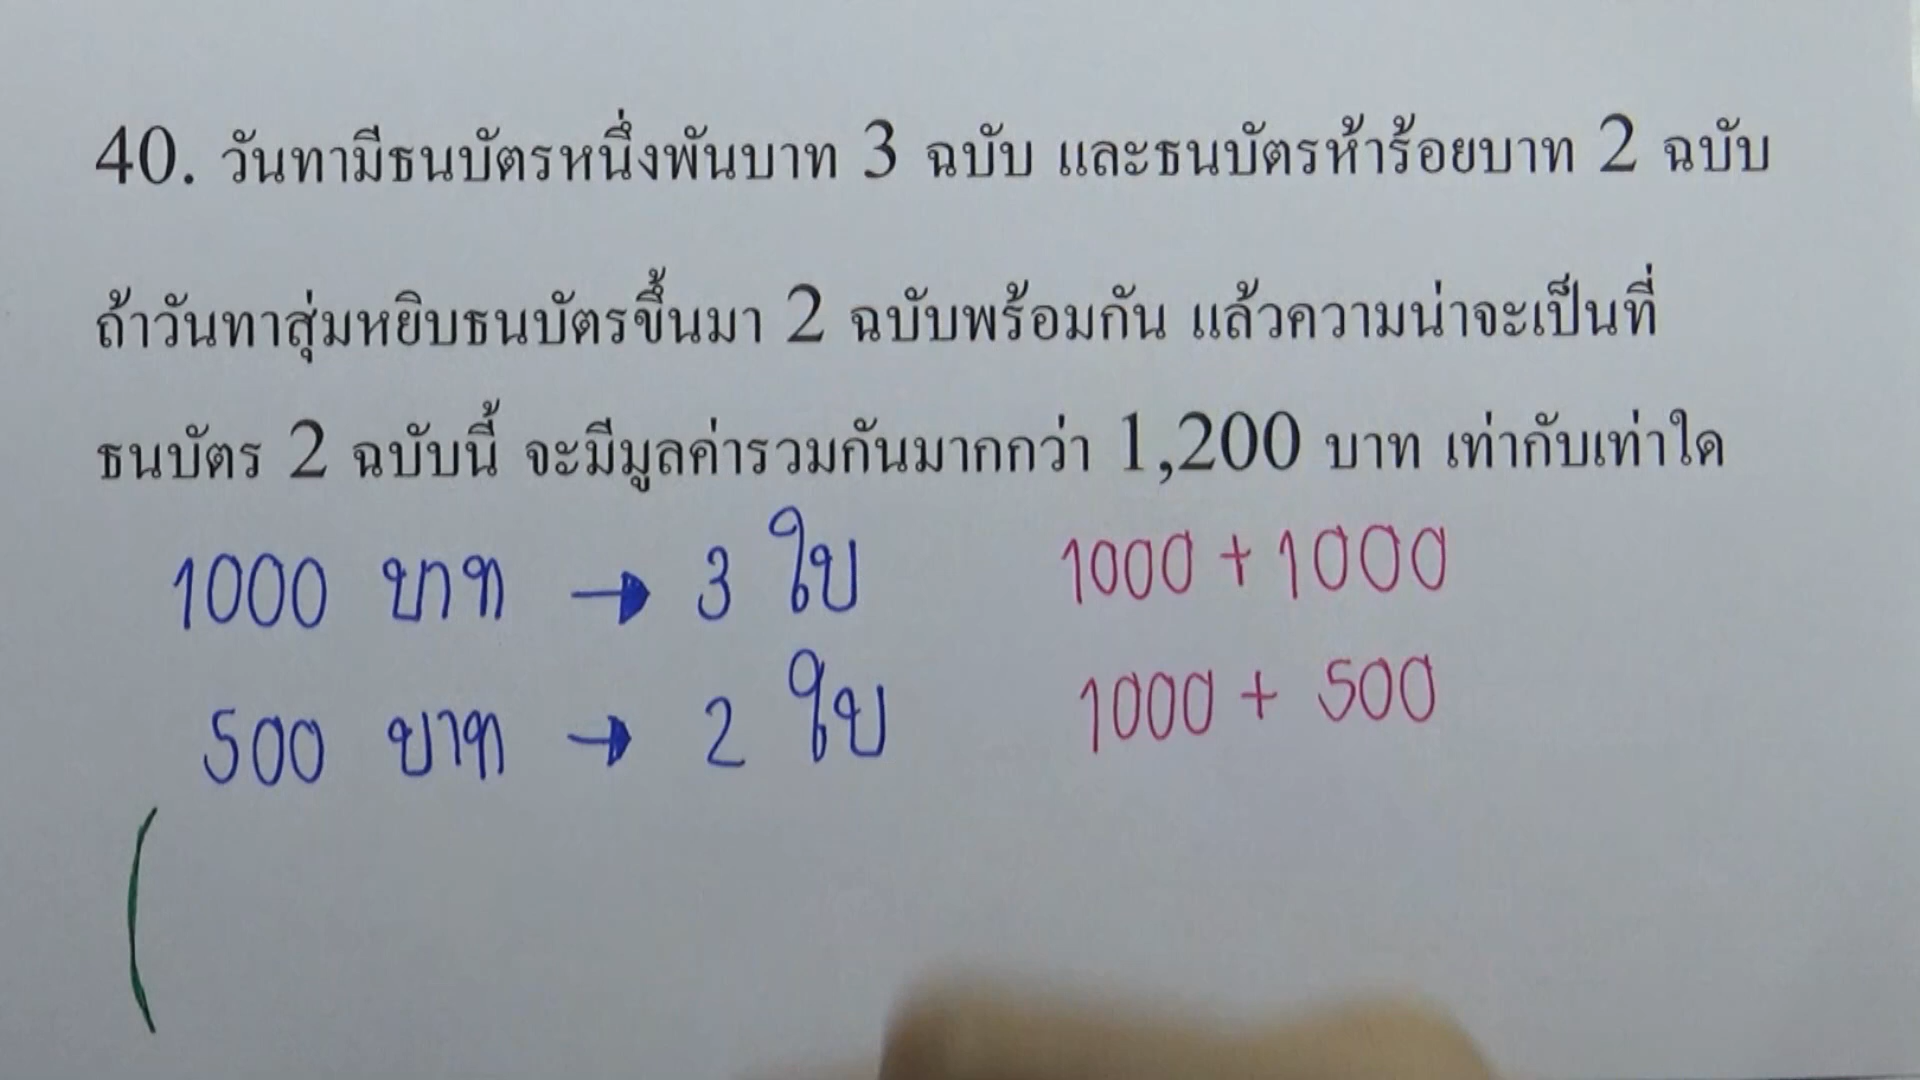 40. วันทามีธนบัตรหนึ่งพันบาท 3 ฉบับ และธนบัตรห้าร้อยบาท 2 ฉบับ
ถ้าวันทาสุ่มหยิบธนบัตรขึ้นมา 2 ฉบับพร้อมกัน แล้วความน่าจะเป็นที่
ธนบัตร 2 ฉบับนี้ จะมีมูลค่ารวมกันมากกว่า 1,200 บาท เท่ากับเท่าใด
1000 บาท → 3 ใบ 1000 + 1000
500 บาท → 2 ใบ 1000 + 500
(